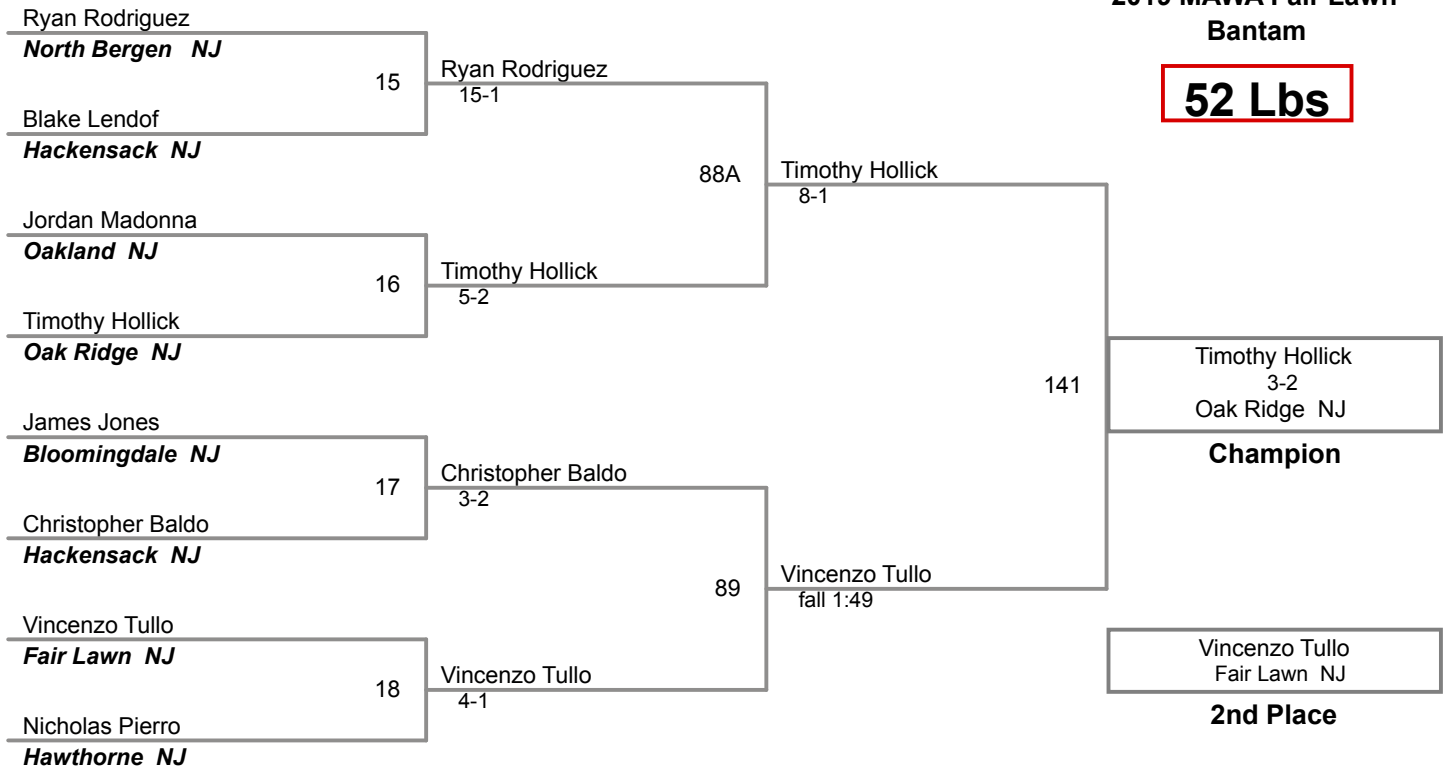 Bantam
52 Lbs
Ryan Rodriguez
North Bergen NJ
15
Blake Lendof
Hackensack NJ
Ryan Rodriguez
15-1
Jordan Madonna
Oakland NJ
16
Timothy Hollick
Oak Ridge NJ
Timothy Hollick
5-2
88A
Timothy Hollick
8-1
James Jones
Bloomingdale NJ
17
Christopher Baldo
Hackensack NJ
Christopher Baldo
3-2
Vincenzo Tullo
Fair Lawn NJ
18
Nicholas Pierro
Hawthorne NJ
Vincenzo Tullo
4-1
89
Vincenzo Tullo
fall 1:49
141
Timothy Hollick
3-2
Oak Ridge NJ
Champion
Vincenzo Tullo
Fair Lawn NJ
2nd Place